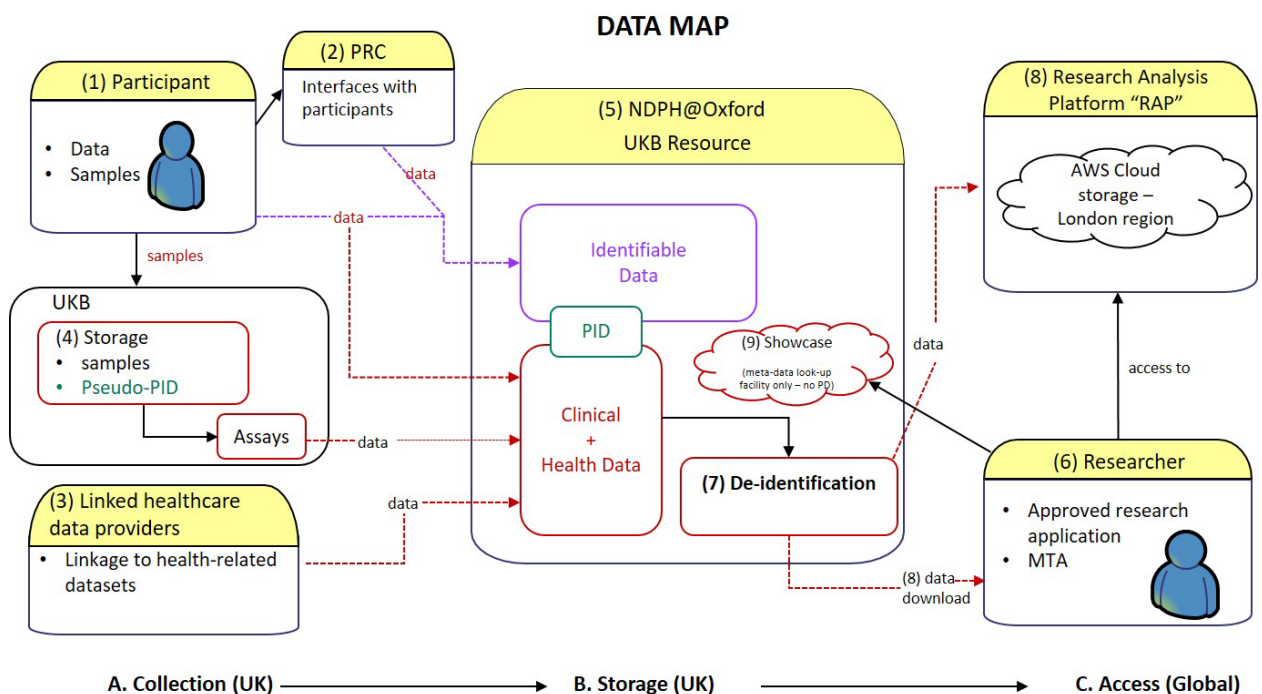 DATA MAP
(1) Participant
• Data
• Samples
(2) PRC
Interfaces with
participants
data
data
samples
UKB
(4) Storage
• samples
• Pseudo-PID
Assays
data
(3) Linked healthcare
data providers
• Linkage to health-related
datasets
data
(5) NDPH@Oxford
UKB Resource
Identifiable
Data
PID
Clinical
+
Health Data
(9) Showcase
(meta-data look-up
facility only – no PD)
(7) De-identification
data
(8) data
download
(8) Research Analysis
Platform “RAP”
AWS Cloud
storage –
London region
access to
(6) Researcher
• Approved research
application
• MTA
A. Collection (UK)
B. Storage (UK)
C. Access (Global)